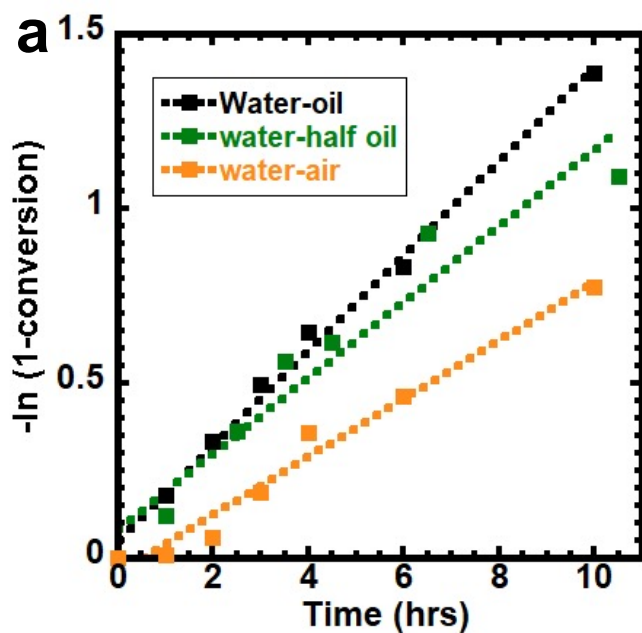 a
1.5
1
0.5
0
-ln (1-conversion)
Water-oil
water-half oil
water-air
0 2 4 6 8 10
Time (hrs)